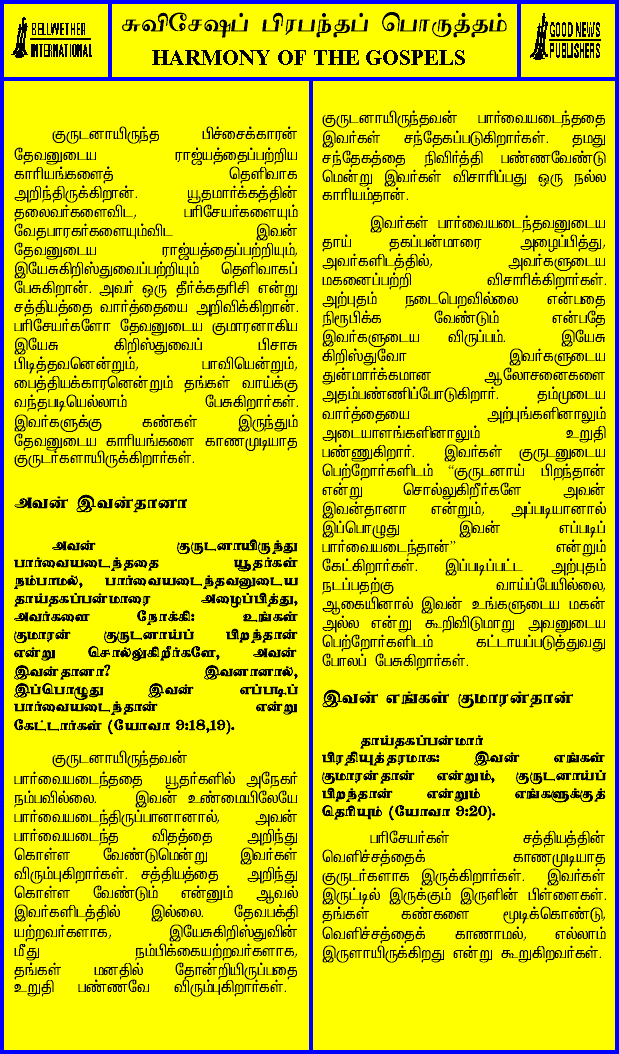 BELLWETHER
INTERNATIONAL
சுவிசேஷப் பிரபந்தப் பொருத்தம்
HARMONY OF THE GOSPELS
GOOD NEWS
PUBLISHERS
குருடனாயிருந்த பிச்சைக்காரன்
தேவனுடைய ராஜ்யத்தைப்பற்றிய
காரியங்களைத் தெளிவாக
அறிந்திருக்கிறான். யூதமார்க்கத்தின்
தலைவர்களைவிட, பரிசேயர்களையும்
வேதபாரகர்களையும்விட இவன்
தேவனுடைய ராஜ்யத்தைப்பற்றியும்,
இயேசுகிறிஸ்துவைப்பற்றியும் தெளிவாகப்
பேசுகிறான். அவர் ஒரு தீர்க்கதரிசி என்று
சத்தியத்தை வார்த்தையை அறிவிக்கிறான்.
பரிசேயர்களோ தேவனுடைய குமாரனாகிய
இயேசு கிறிஸ்துவைப் பிசாசு
பிடித்தவனென்றும், பாவியென்றும்,
பைத்தியக்காரனென்றும் தங்கள் வாய்க்கு
வந்தபடியெல்லாம் பேசுகிறார்கள்.
இவர்களுக்கு கண்கள் இருந்தும்
தேவனுடைய காரியங்களை காணமுடியாத
குருடர்களாயிருக்கிறார்கள்.
அவன் இவன்தானா
அவன் குருடனாயிருந்து
பார்வையடைந்ததை யூதர்கள்
நம்பாமல், பார்வையடைந்தவனுடைய
தாய்தகப்பன்மாரை அழைப்பித்து,
அவர்களை நோக்கி: உங்கள்
குமாரன் குருடனாய்ப் பிறந்தான்
என்று சொல்லுகிறீர்களே, அவன்
இவன்தானா? இவனானால்,
இப்பொழுது இவன் எப்படிப்
பார்வையடைந்தான் என்று
கேட்டார்கள் (யோவா 9:18,19).
குருடனாயிருந்தவன்
பார்வையடைந்ததை யூதர்களில் அநேகர்
நம்பவில்லை. இவன் உண்மையிலேயே
பார்வையடைந்திருப்பானானால், அவன்
பார்வையடைந்த விதத்தை அறிந்து
கொள்ள வேண்டுமென்று இவர்கள்
விரும்புகிறார்கள். சத்தியத்தை அறிந்து
கொள்ள வேண்டும் என்னும் ஆவல்
இவர்களிடத்தில் இல்லை. தேவபக்தி
யற்றவர்களாக, இயேசுகிறிஸ்துவின்
மீது நம்பிக்கையற்றவர்களாக,
தங்கள் மனதில் தோன்றியிருப்பதை
உறுதி பண்ணவே விரும்புகிறார்கள்.
குருடனாயிருந்தவன் பார்வையடைந்ததை
இவர்கள் சந்தேகப்படுகிறார்கள். தமது
சந்தேகத்தை நிவிர்த்தி பண்ணவேண்டு
மென்று இவர்கள் விசாரிப்பது ஒரு நல்ல
காரியம்தான்.
இவர்கள் பார்வையடைந்தவனுடைய
தாய் தகப்பன்மாரை அழைப்பித்து,
அவர்களிடத்தில், அவர்களுடைய
மகனைப்பற்றி விசாரிக்கிறார்கள்.
அற்புதம் நடைபெறவில்லை என்பதை
நிரூபிக்க வேண்டும் என்பதே
இவர்களுடைய விருப்பம். இயேசு
கிறிஸ்துவோ இவர்களுடைய
துன்மார்க்கமான ஆலோசனைகளை
அதம்பண்ணிப்போடுகிறார். தம்முடைய
வார்த்தையை அற்புங்களினாலும்
அடையாளங்களினாலும் உறுதி
பண்ணுகிறார். இவர்கள் குருடனுடைய
பெற்றோர்களிடம் “குருடனாய் பிறந்தான்
என்று சொல்லுகிறீர்களே அவன்
இவன்தானா என்றும், அப்படியானால்
இப்பொழுது இவன் எப்படிப்
பார்வையடைந்தான்” என்றும்
கேட்கிறார்கள். இப்படிப்பட்ட அற்புதம்
நடப்பதற்கு வாய்ப்பேயில்லை,
ஆகையினால் இவன் உங்களுடைய மகன்
அல்ல என்று கூறிவிடுமாறு அவனுடைய
பெற்றோர்களிடம் கட்டாயப்படுத்துவது
போலப் பேசுகிறார்கள்.
இவன் எங்கள் குமாரன்தான்
தாய்தகப்பன்மார்
பிரதியுத்தரமாக: இவன் எங்கள்
குமாரன்தான் என்றும், குருடனாய்ப்
பிறந்தான் என்றும் எங்களுக்குத்
தெரியும் (யோவா 9:20).
பரிசேயர்கள் சத்தியத்தின்
வெளிச்சத்தைக் காணமுடியாத
குருடர்களாக இருக்கிறார்கள். இவர்கள்
இருட்டில் இருக்கும் இருளின் பிள்ளைகள்.
தங்கள் கண்களை மூடிக்கொண்டு,
வெளிச்சத்தைக் காணாமல், எல்லாம்
இருளாயிருக்கிறது என்று கூறுகிறவர்கள்.